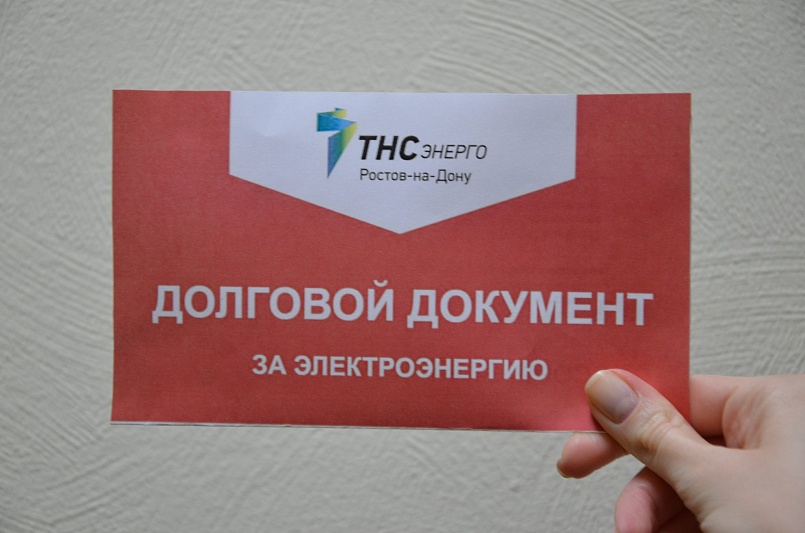 ТНС энерго
Ростов-на-Дону
ДОЛГОВОЙ ДОКУМЕНТ
ЗА ЭЛЕКТРОЭНЕРГИЮ